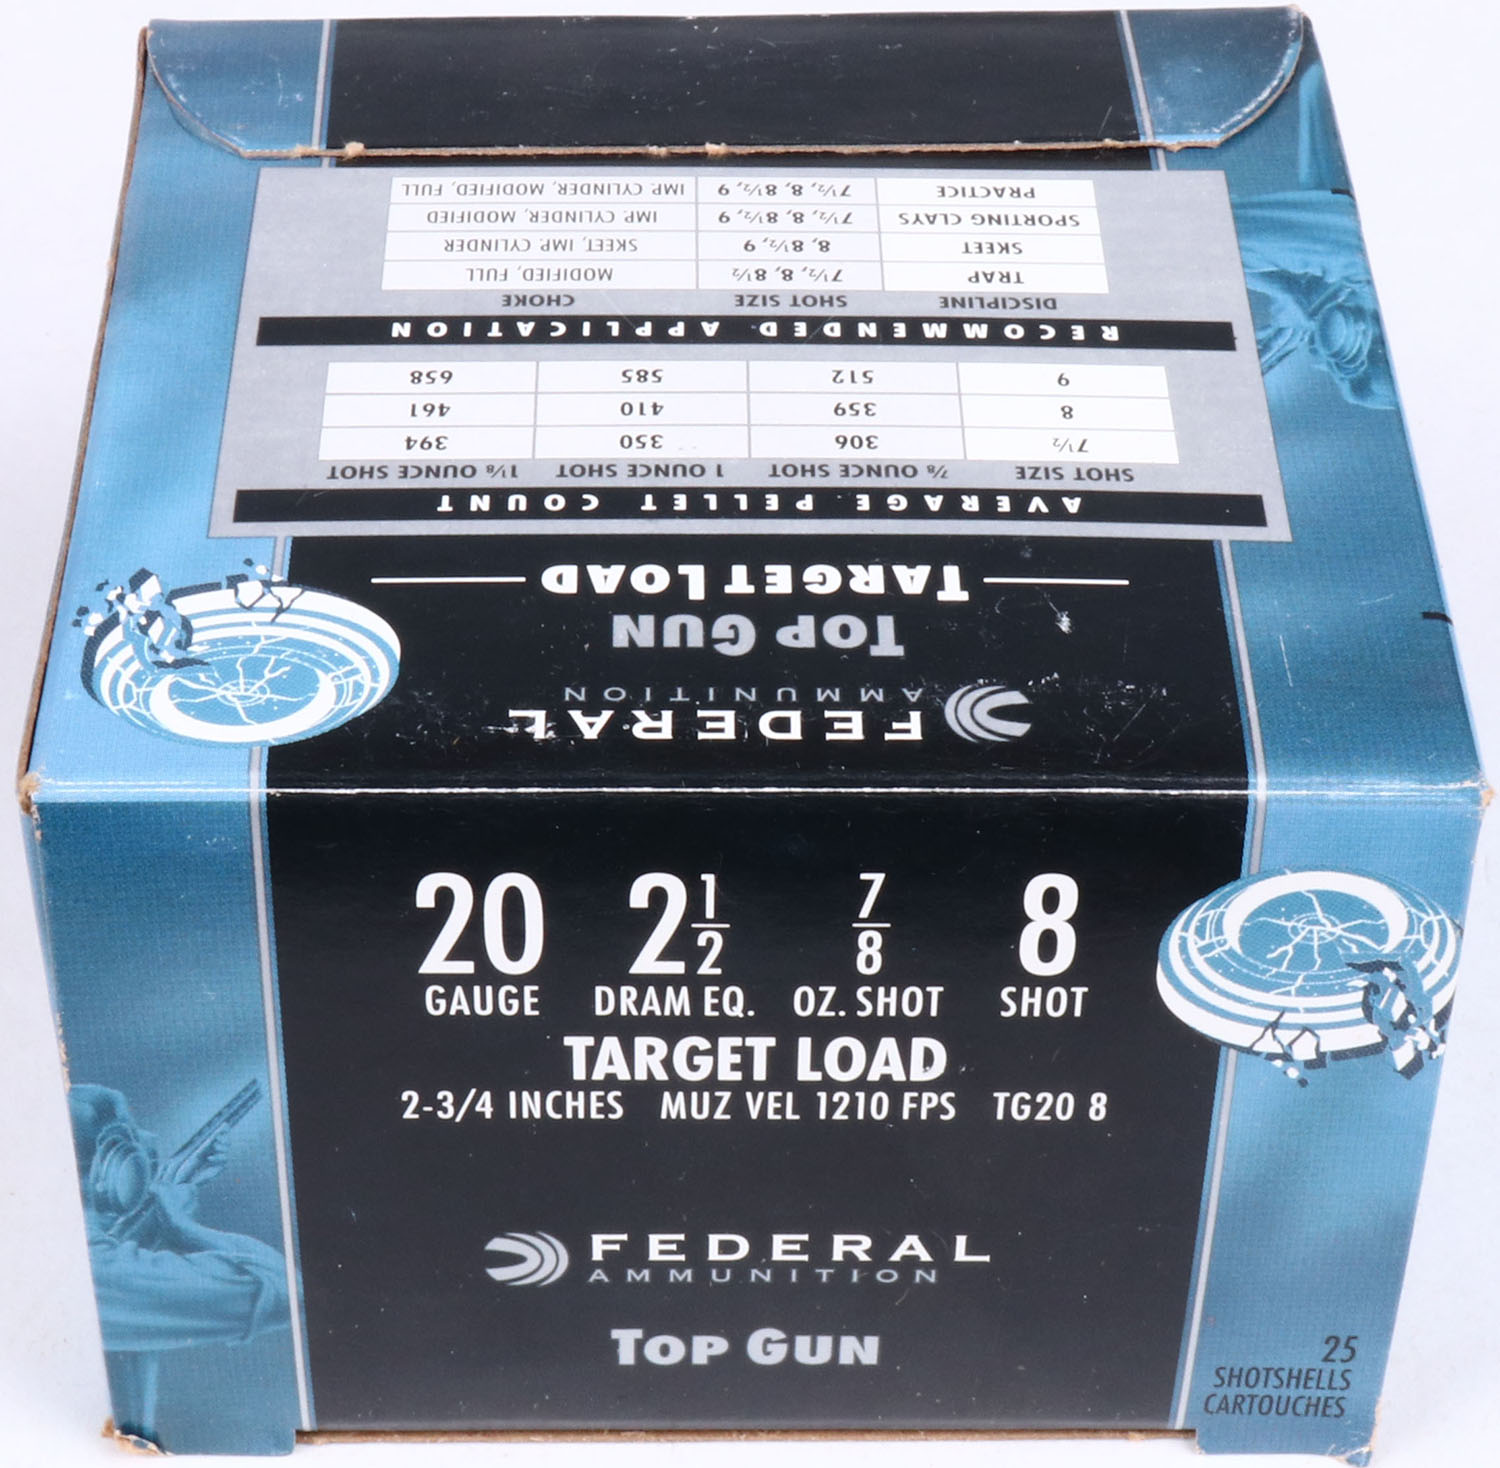 FEDERAL
AMMUNITION
TOP GUN
TARGET LOAD
AVERAGE PELLET COUNT
SHOT SIZE 7/8 OUNCE SHOT 1 OUNCE SHOT 1 1/8 OUNCE SHOT
7 1/2 306 350 394
8 359 410 461
9 512 585 658
RECOMMENDED APPLICATION
DISCIPLINE SHOT SIZE CHOKE
TRAP 7 1/2, 8, 8 1/2 MODIFIED, FULL
SKEET 8, 8 1/2, 9 SKEET, IMP. CYLINDER
SPORTING CLAYS 7 1/2, 8, 8 1/2, 9 IMP. CYLINDER, MODIFIED
PRACTICE 7 1/2, 8, 8 1/2, 9 IMP. CYLINDER, MODIFIED, FULL
20 2 1/2 7/8 8
GAUGE DRAM EQ. OZ. SHOT SHOT
TARGET LOAD
2-3/4 INCHES MUZ VEL 1210 FPS TG20 8
FEDERAL
AMMUNITION
TOP GUN
25
SHOTSHELLS
CARTOUCHES